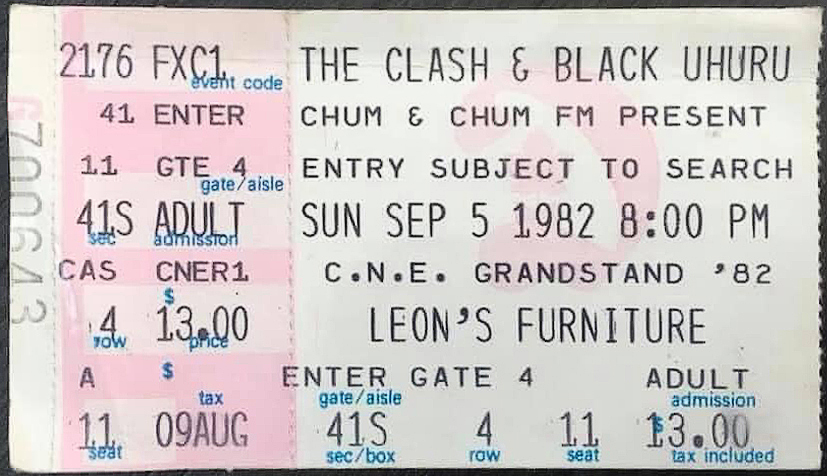 700643
2176 FXC1
event code
41 ENTER
11 GTE 4
gate/aisle
41S ADULT
sec admission
CAS CNER1
$
4 13.00
row price
A $
tax
11 09AUG
seat
THE CLASH & BLACK UHURU
CHUM & CHUM FM PRESENT
ENTRY SUBJECT TO SEARCH
SUN SEP 5 1982 8:00 PM
C.N.E. GRANDSTAND '82
LEON'S FURNITURE
ENTER GATE 4 ADULT
gate/aisle admission
41S 4 11 $13.00
sec/box row seat tax included